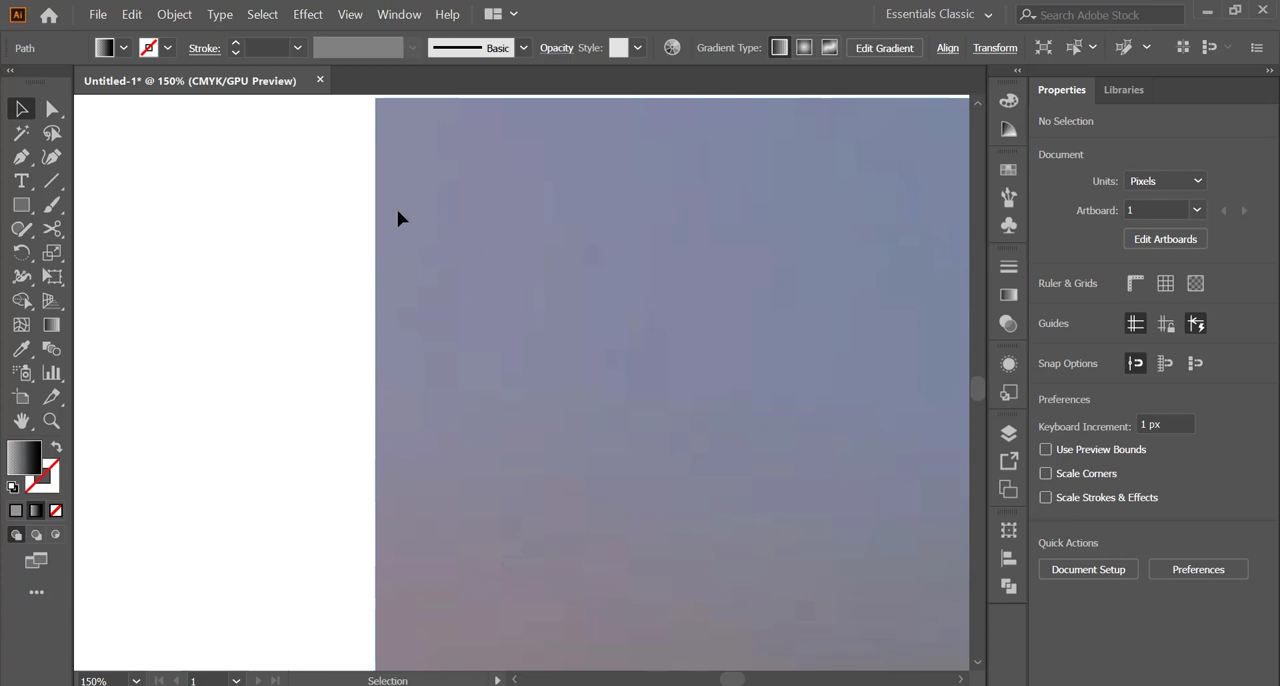 Ai File Edit Object Type Select Effect View Window Help Essentials Classic Search Adobe Stock
Path Stroke: Basic Opacity Style: Gradient Type: Edit Gradient Align Transform
Untitled-1* @ 150% (CMYK/GPU Preview)
Properties Libraries
No Selection
Document
Units: Pixels
Artboard: 1
Edit Artboards
Ruler & Grids
Guides
Snap Options
Preferences
Keyboard Increment: 1 px
Use Preview Bounds
Scale Corners
Scale Strokes & Effects
Quick Actions
Document Setup Preferences
150% 1 Selection